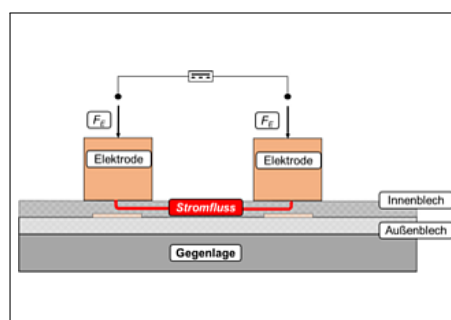 F_E
F_E
Elektrode
Elektrode
Stromfluss
Innenblech
Außenblech
Gegenlage